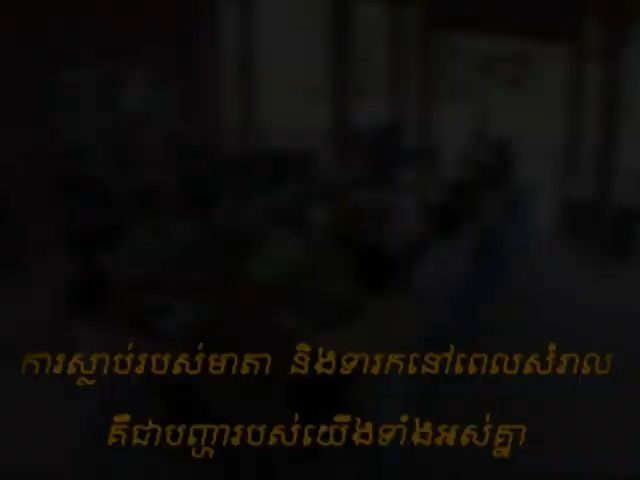 ការស្លាប់របស់មាតា និងទារកនៅពេលសំរាល
គឺជាបញ្ហារបស់យើងទាំងអស់គ្នា